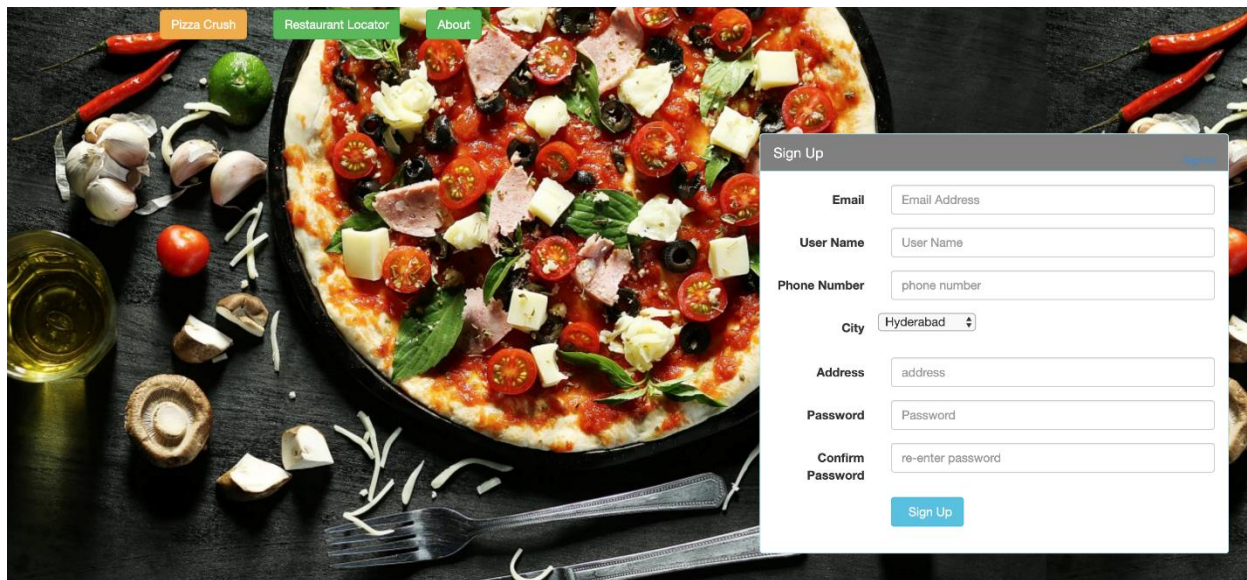 Pizza Crush
Restaurant Locator
About
Sign Up
Email
Email Address
User Name
User Name
Phone Number
phone number
City
Hyderabad
Address
address
Password
Password
Confirm
Password
re-enter password
Sign Up